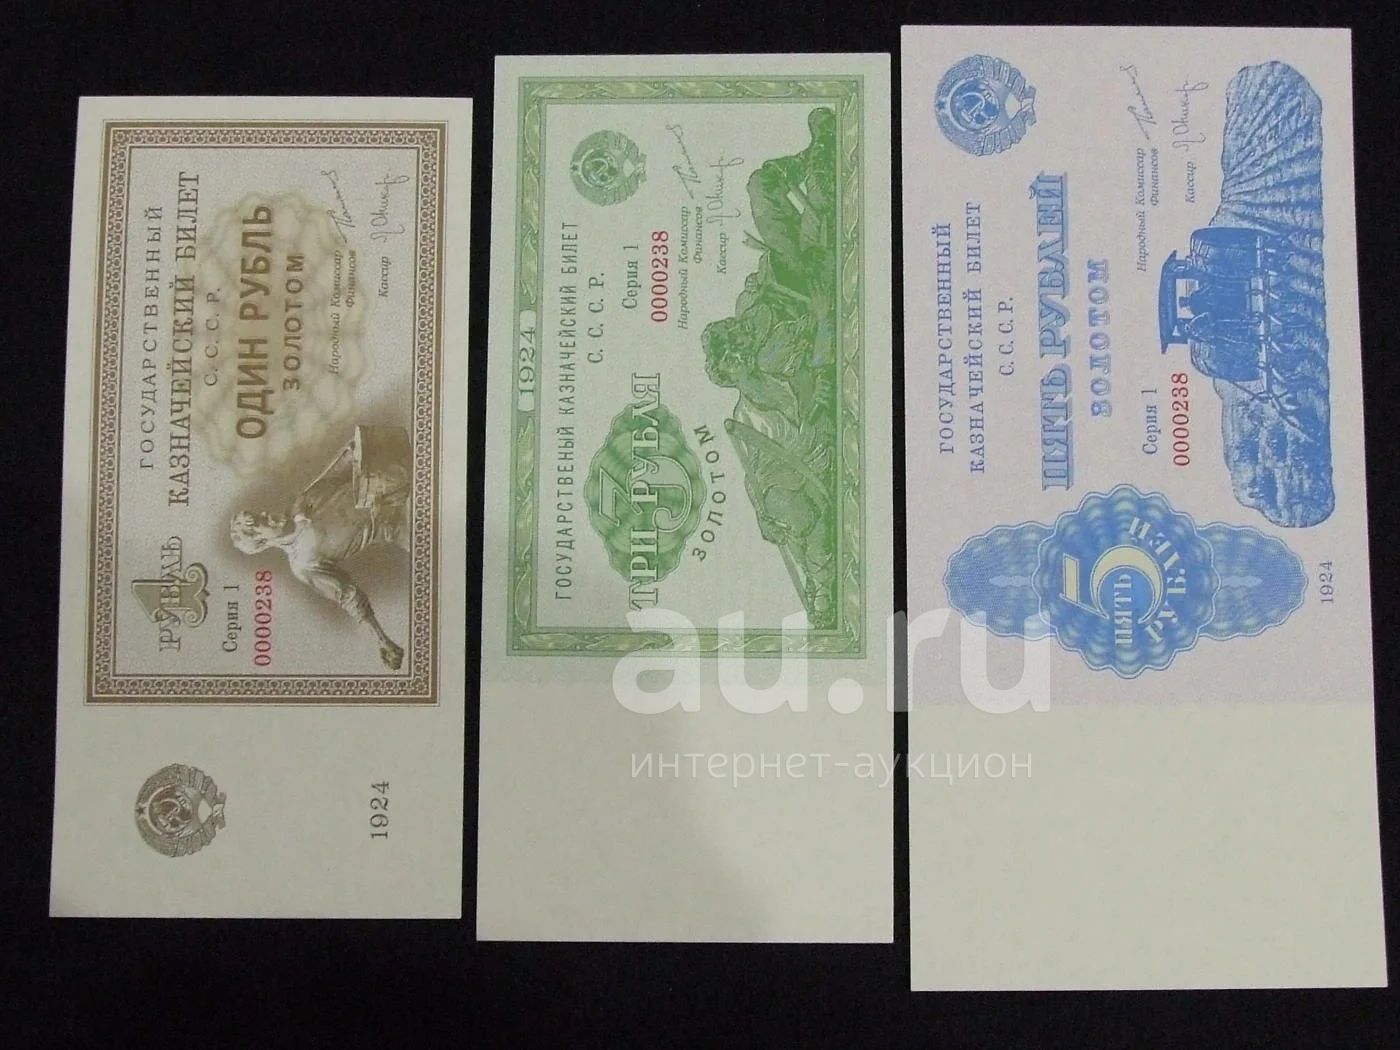 ГОСУДАРСТВЕННЫЙ
КАЗНАЧЕЙСКИЙ БИЛЕТ
С. С. С. Р.
ОДИН РУБЛЬ
ЗОЛОТОМ
Народный Комиссар
Финансов
Кассир
1
РУБЛЬ
Серия 1
0000238
1924
1924
ГОСУДАРСТВЕНЫЙ КАЗНАЧЕЙСКИЙ БИЛЕТ
С. С. С. Р.
3
ТРИ РУБЛЯ
ЗОЛОТОМ
Серия 1
0000238
Народный Комиссар
Финансов
Кассир
ГОСУДАРСТВЕННЫЙ
КАЗНАЧЕЙСКИЙ БИЛЕТ
С С С Р.
ПЯТЬ РУБЛЕЙ
ЗОЛОТОМ
Серия 1
0000238
Народный Комиссар
Финансов
Кассир
5
ПЯТЬ
РУБЛЕЙ
1924
au.ru
интернет-аукцион